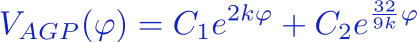 $V_{AGP}(\varphi) = C_1 e^{2k\varphi} + C_2 e^{\frac{32}{9k}\varphi}$